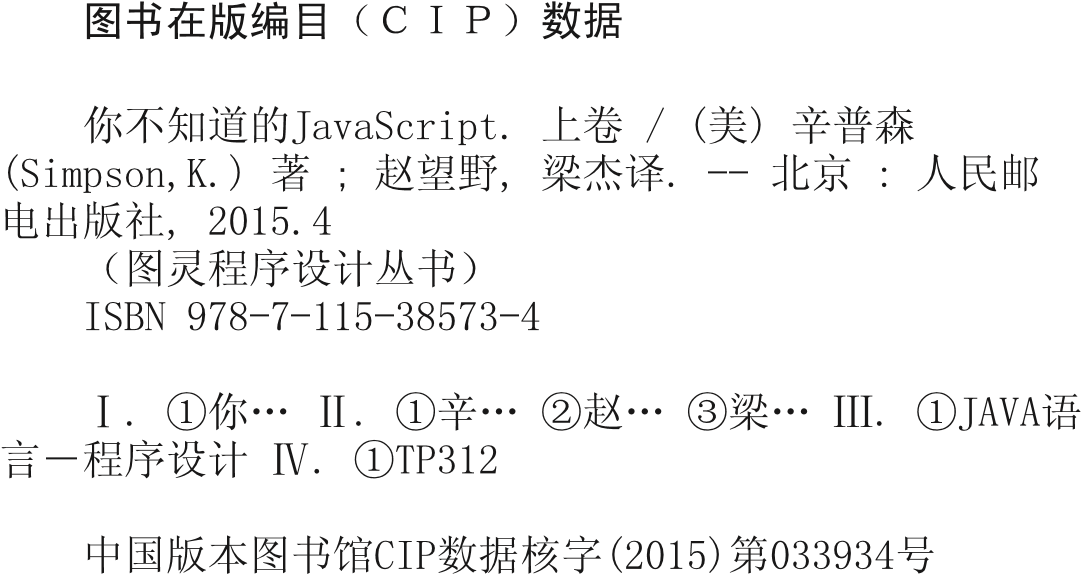 图书在版编目（CIP）数据
你不知道的JavaScript. 上卷 / (美) 辛普森
(Simpson,K.) 著 ; 赵望野, 梁杰译. -- 北京 : 人民邮
电出版社, 2015.4
（图灵程序设计丛书）
ISBN 978-7-115-38573-4
Ⅰ. ①你… Ⅱ. ①辛… ②赵… ③梁… Ⅲ. ①JAVA语
言－程序设计 Ⅳ. ①TP312
中国版本图书馆CIP数据核字(2015)第033934号